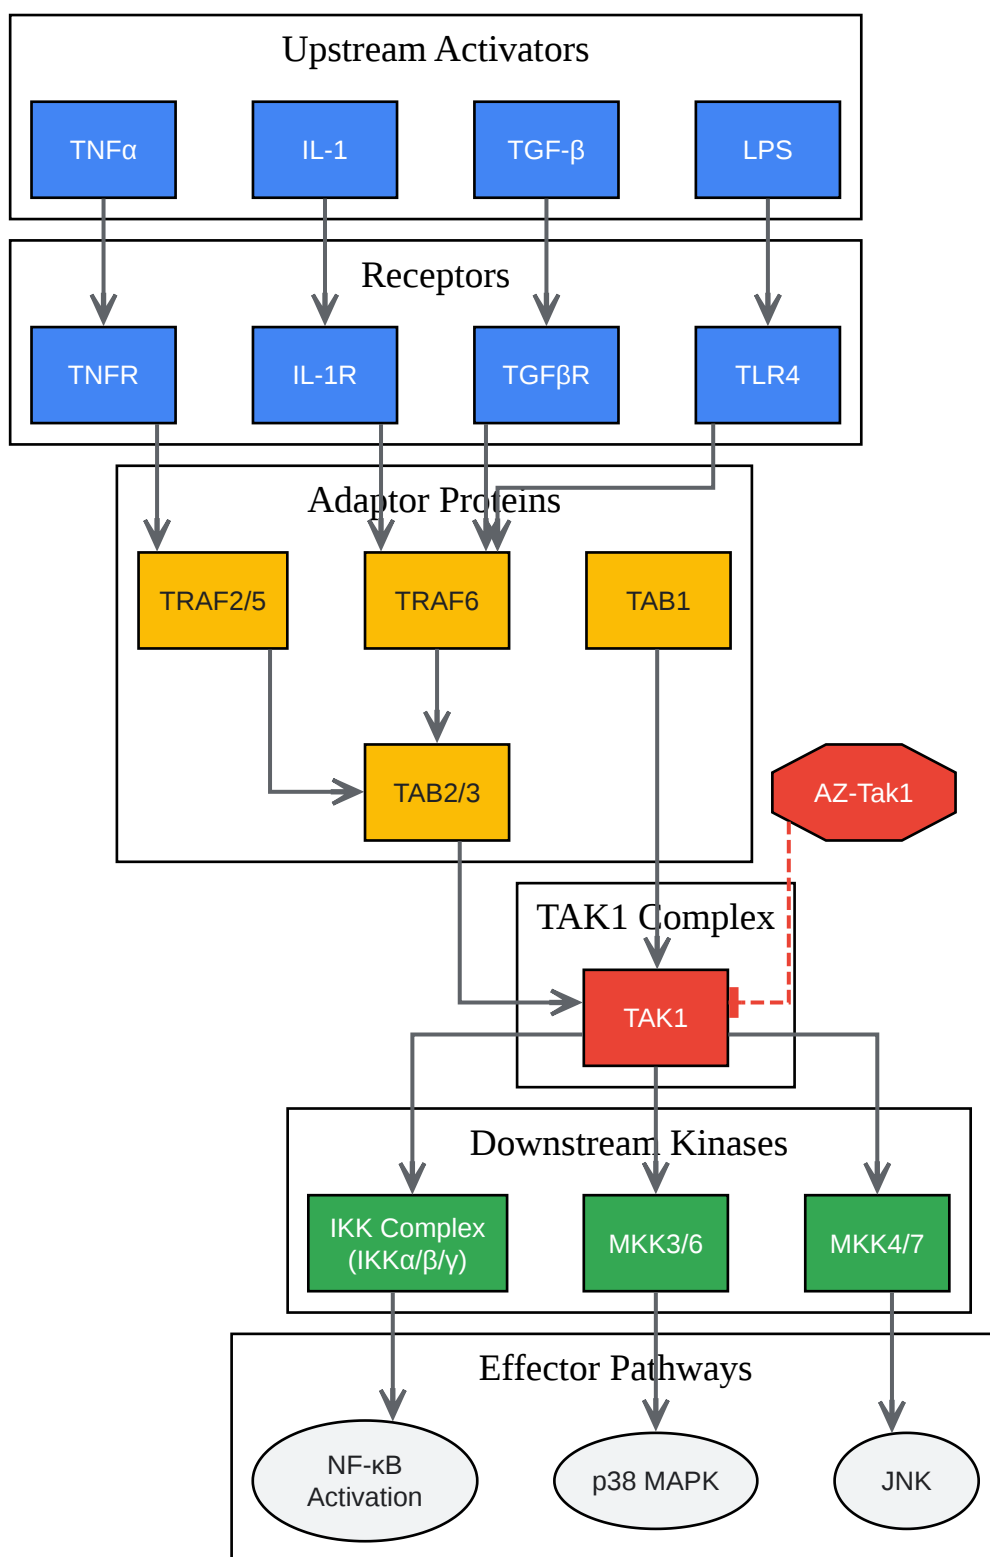 Upstream Activators
TNFα
IL-1
TGF-β
LPS
Receptors
TNFR
IL-1R
TGFβR
TLR4
Adaptor Proteins
TRAF2/5
TRAF6
TAB1
TAB2/3
AZ-Tak1
TAK1 Complex
TAK1
Downstream Kinases
IKK Complex
(IKKα/β/γ)
MKK3/6
MKK4/7
Effector Pathways
NF-κB
Activation
p38 MAPK
JNK